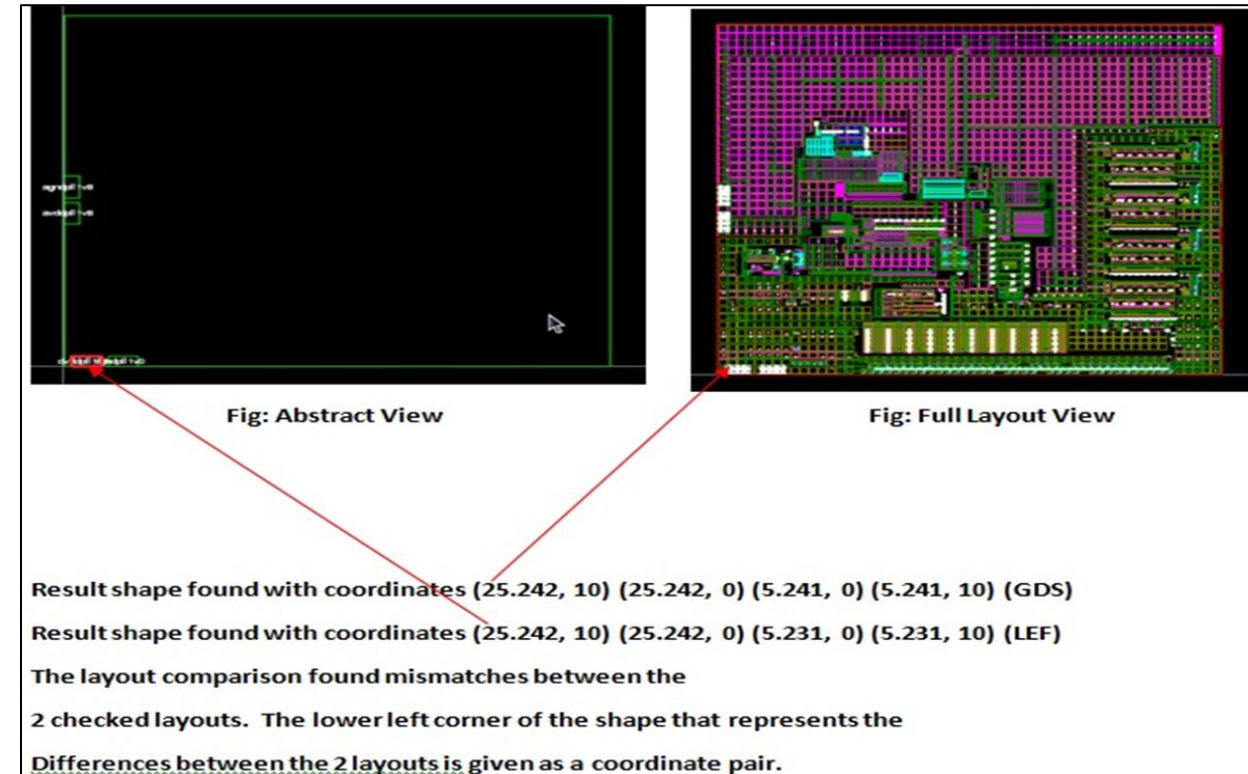 Fig: Abstract View
Fig: Full Layout View
Result shape found with coordinates (25.242, 10) (25.242, 0) (5.241, 0) (5.241, 10) (GDS)
Result shape found with coordinates (25.242, 10) (25.242, 0) (5.231, 0) (5.231, 10) (LEF)
The layout comparison found mismatches between the
2 checked layouts. The lower left corner of the shape that represents the
Differences between the 2 layouts is given as a coordinate pair.